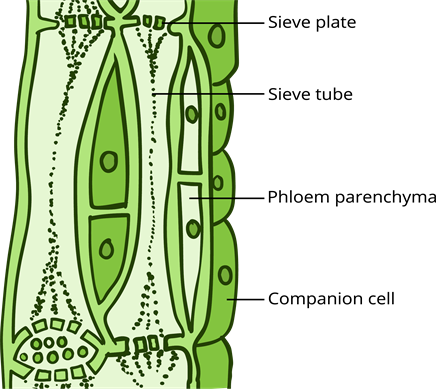 Sieve plate
Sieve tube
Phloem parenchyma
Companion cell